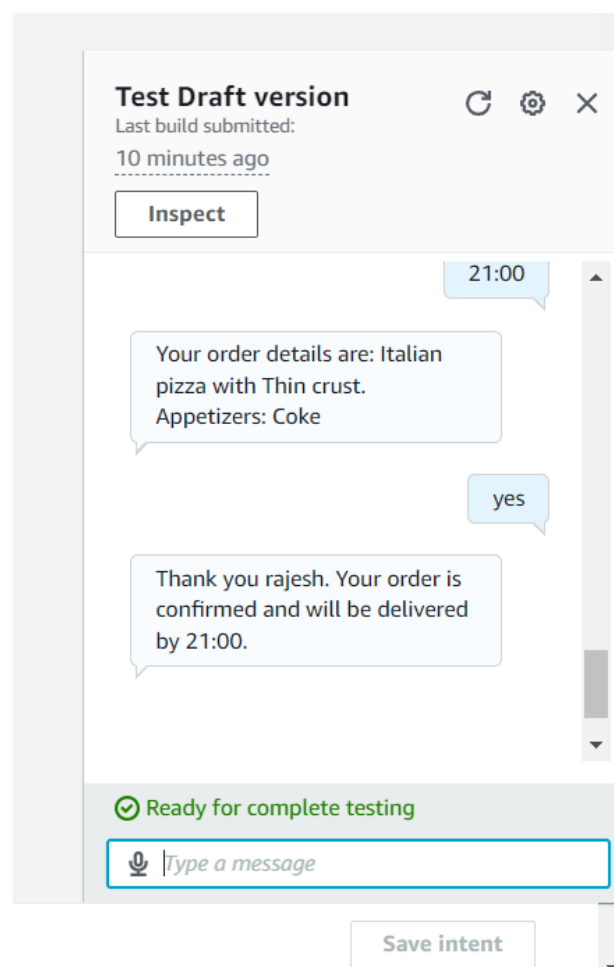 Test Draft version
Last build submitted:
10 minutes ago
Inspect
21:00
Your order details are: Italian
pizza with Thin crust.
Appetizers: Coke
yes
Thank you rajesh. Your order is
confirmed and will be delivered
by 21:00.
Ready for complete testing
Type a message
Save intent